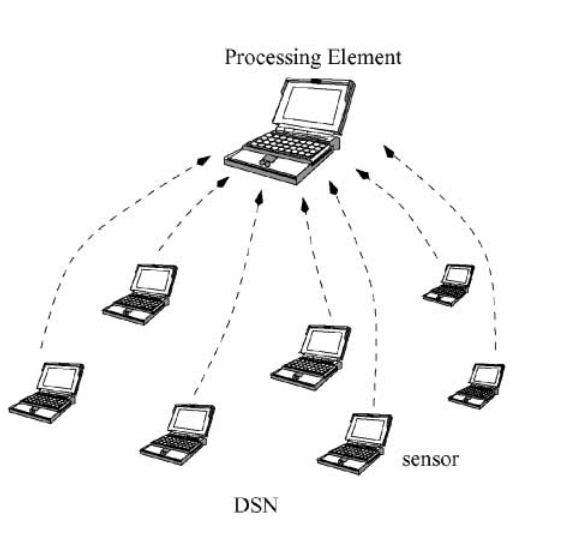 Processing Element
sensor
DSN